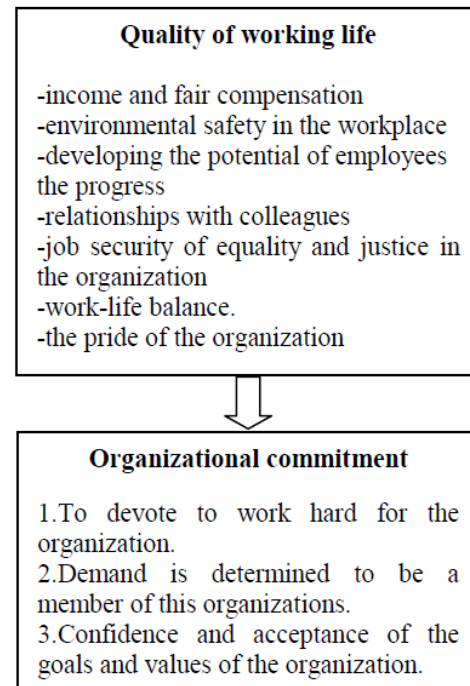 Quality of working life
-income and fair compensation
-environmental safety in the workplace
-developing the potential of employees
the progress
-relationships with colleagues
-job security of equality and justice in
the organization
-work-life balance.
-the pride of the organization
Organizational commitment
1.To devote to work hard for the
organization.
2.Demand is determined to be a
member of this organizations.
3.Confidence and acceptance of the
goals and values of the organization.